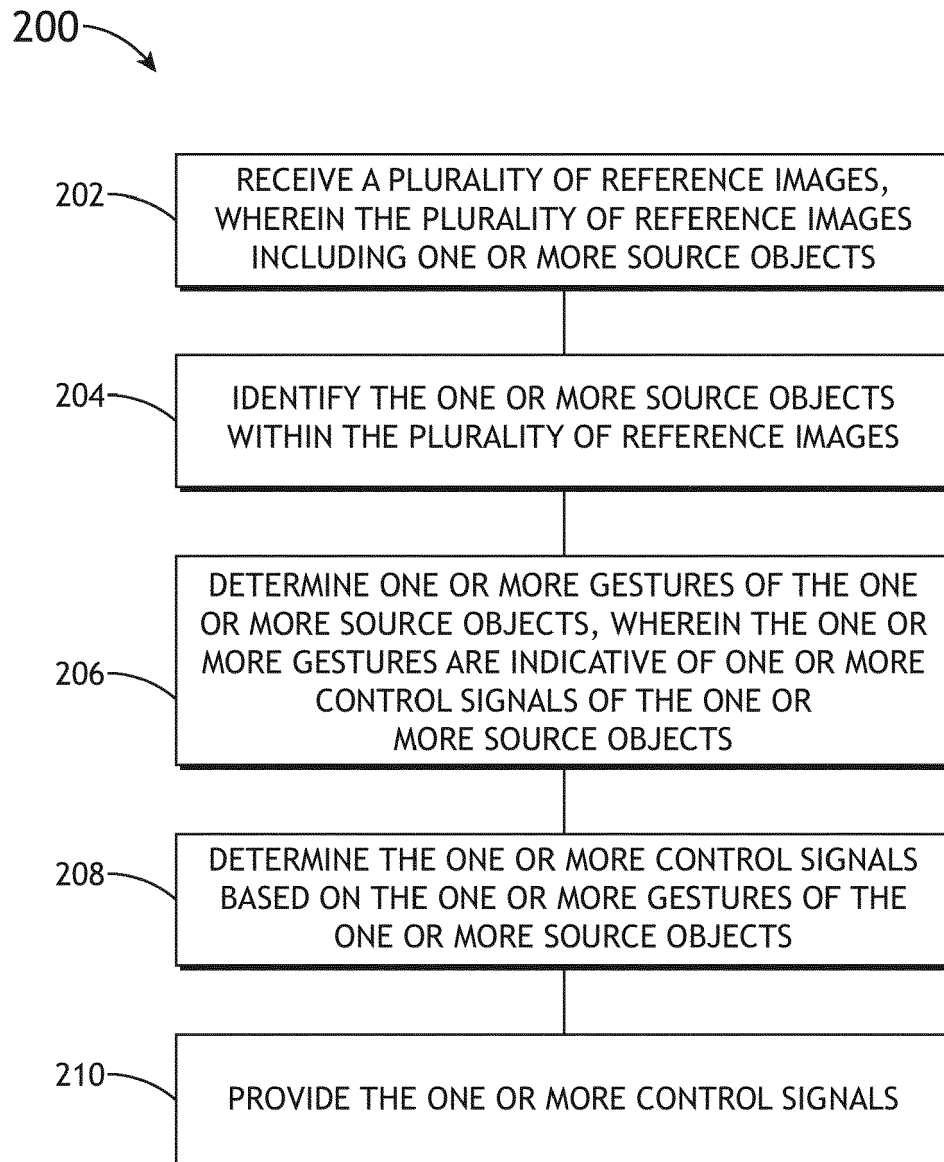 200
202
RECEIVE A PLURALITY OF REFERENCE IMAGES,
WHEREIN THE PLURALITY OF REFERENCE IMAGES
INCLUDING ONE OR MORE SOURCE OBJECTS
204
IDENTIFY THE ONE OR MORE SOURCE OBJECTS
WITHIN THE PLURALITY OF REFERENCE IMAGES
206
DETERMINE ONE OR MORE GESTURES OF THE ONE
OR MORE SOURCE OBJECTS, WHEREIN THE ONE OR
MORE GESTURES ARE INDICATIVE OF ONE OR MORE
CONTROL SIGNALS OF THE ONE OR
MORE SOURCE OBJECTS
208
DETERMINE THE ONE OR MORE CONTROL SIGNALS
BASED ON THE ONE OR MORE GESTURES OF THE
ONE OR MORE SOURCE OBJECTS
210
PROVIDE THE ONE OR MORE CONTROL SIGNALS